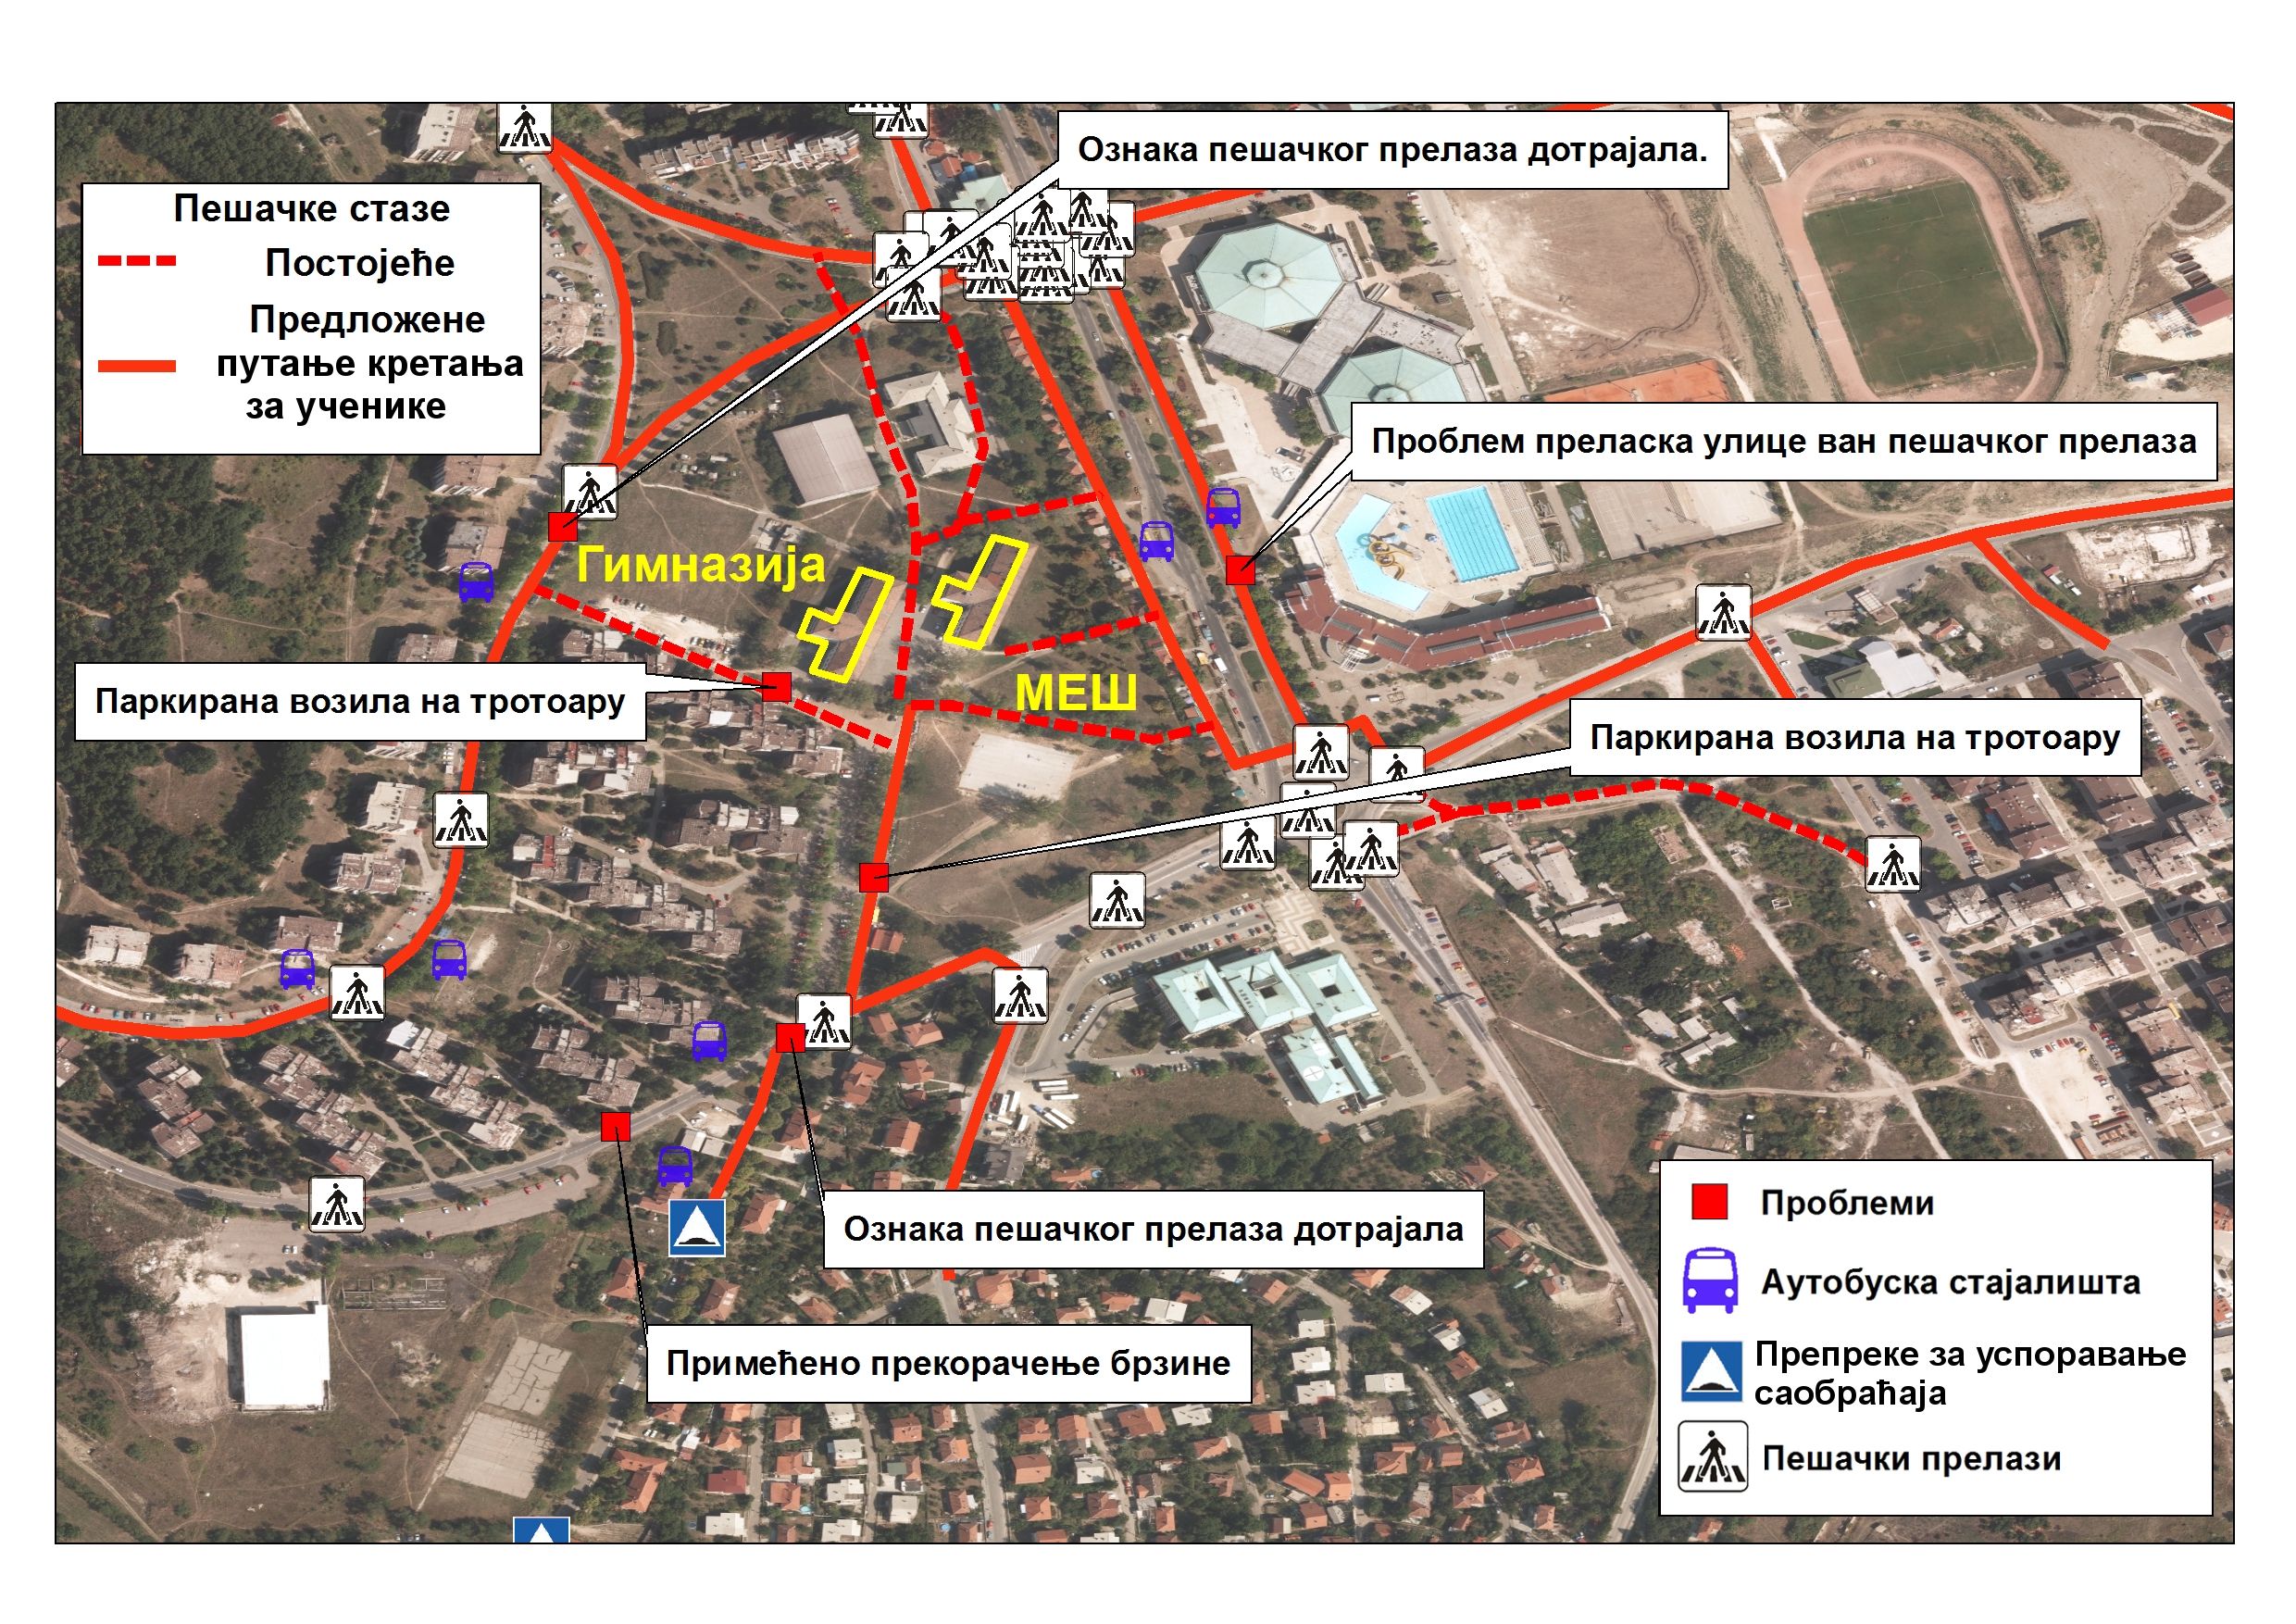 Ознака пешачког прелаза дотрајала.
Пешачке стазе
Постојеће
Предложене
путање кретања
за ученике
Проблем преласка улице ван пешачког прелаза
Гимназија
Паркирана возила на тротоару
МЕШ
Паркирана возила на тротоару
Ознака пешачког прелаза дотрајала
Примећено прекорачење брзине
Проблеми
Аутобуска стајалишта
Препреке за успоравање
саобраћаја
Пешачки прелази